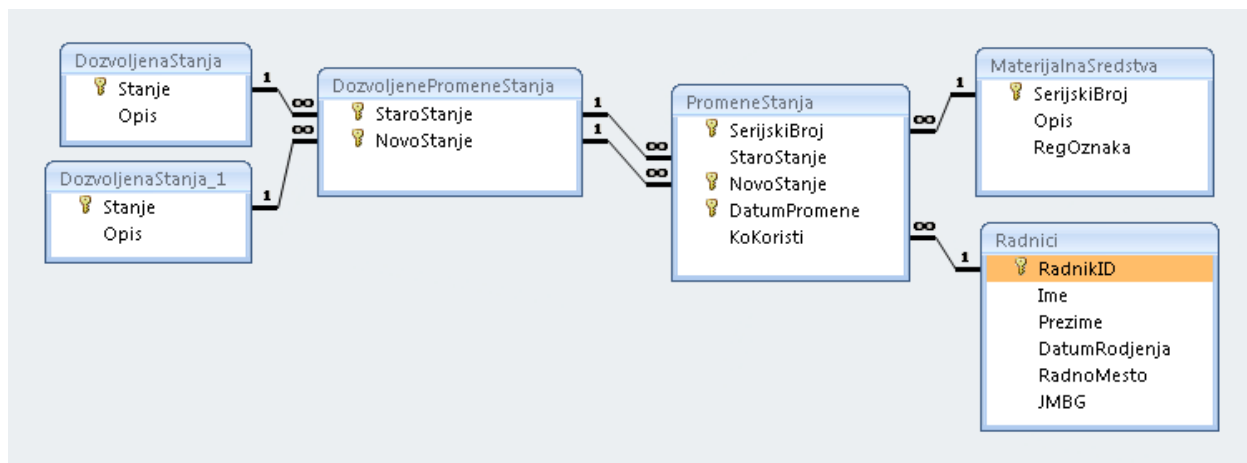 DozvoljenaStanja
Stanje
Opis
DozvoljenaStanja_1
Stanje
Opis
DozvoljenePromeneStanja
StaroStanje
NovoStanje
PromeneStanja
SerijskiBroj
StaroStanje
NovoStanje
DatumPromene
KoKoristi
MaterijalnaSredstva
SerijskiBroj
Opis
RegOznaka
Radnici
RadnikID
Ime
Prezime
DatumRodjenja
RadnoMesto
JMBG
1
∞
∞
1
1
1
∞
∞
1
∞
∞
1